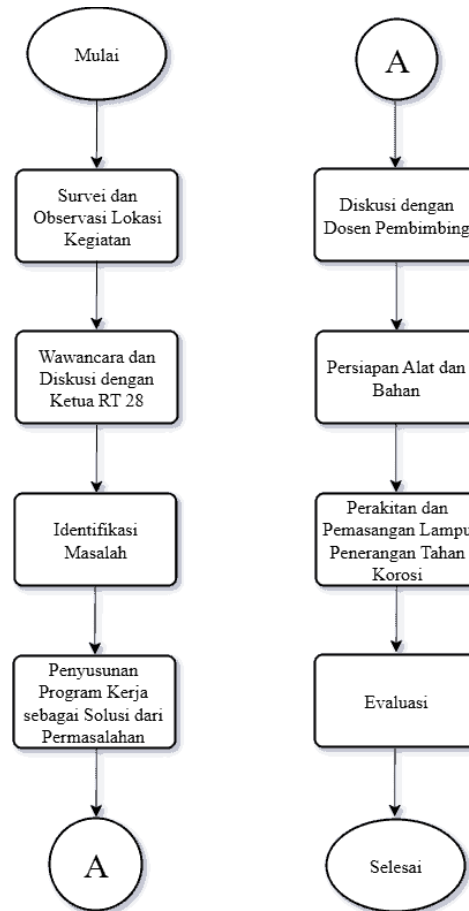 Mulai
Survei dan
Observasi Lokasi
Kegiatan
Wawancara dan
Diskusi dengan
Ketua RT 28
Identifikasi
Masalah
Penyusunan
Program Kerja
sebagai Solusi dari
Permasalahan
A
A
Diskusi dengan
Dosen Pembimbing
Persiapan Alat dan
Bahan
Perakitan dan
Pemasangan Lampu
Penerangan Tahan
Korosi
Evaluasi
Selesai